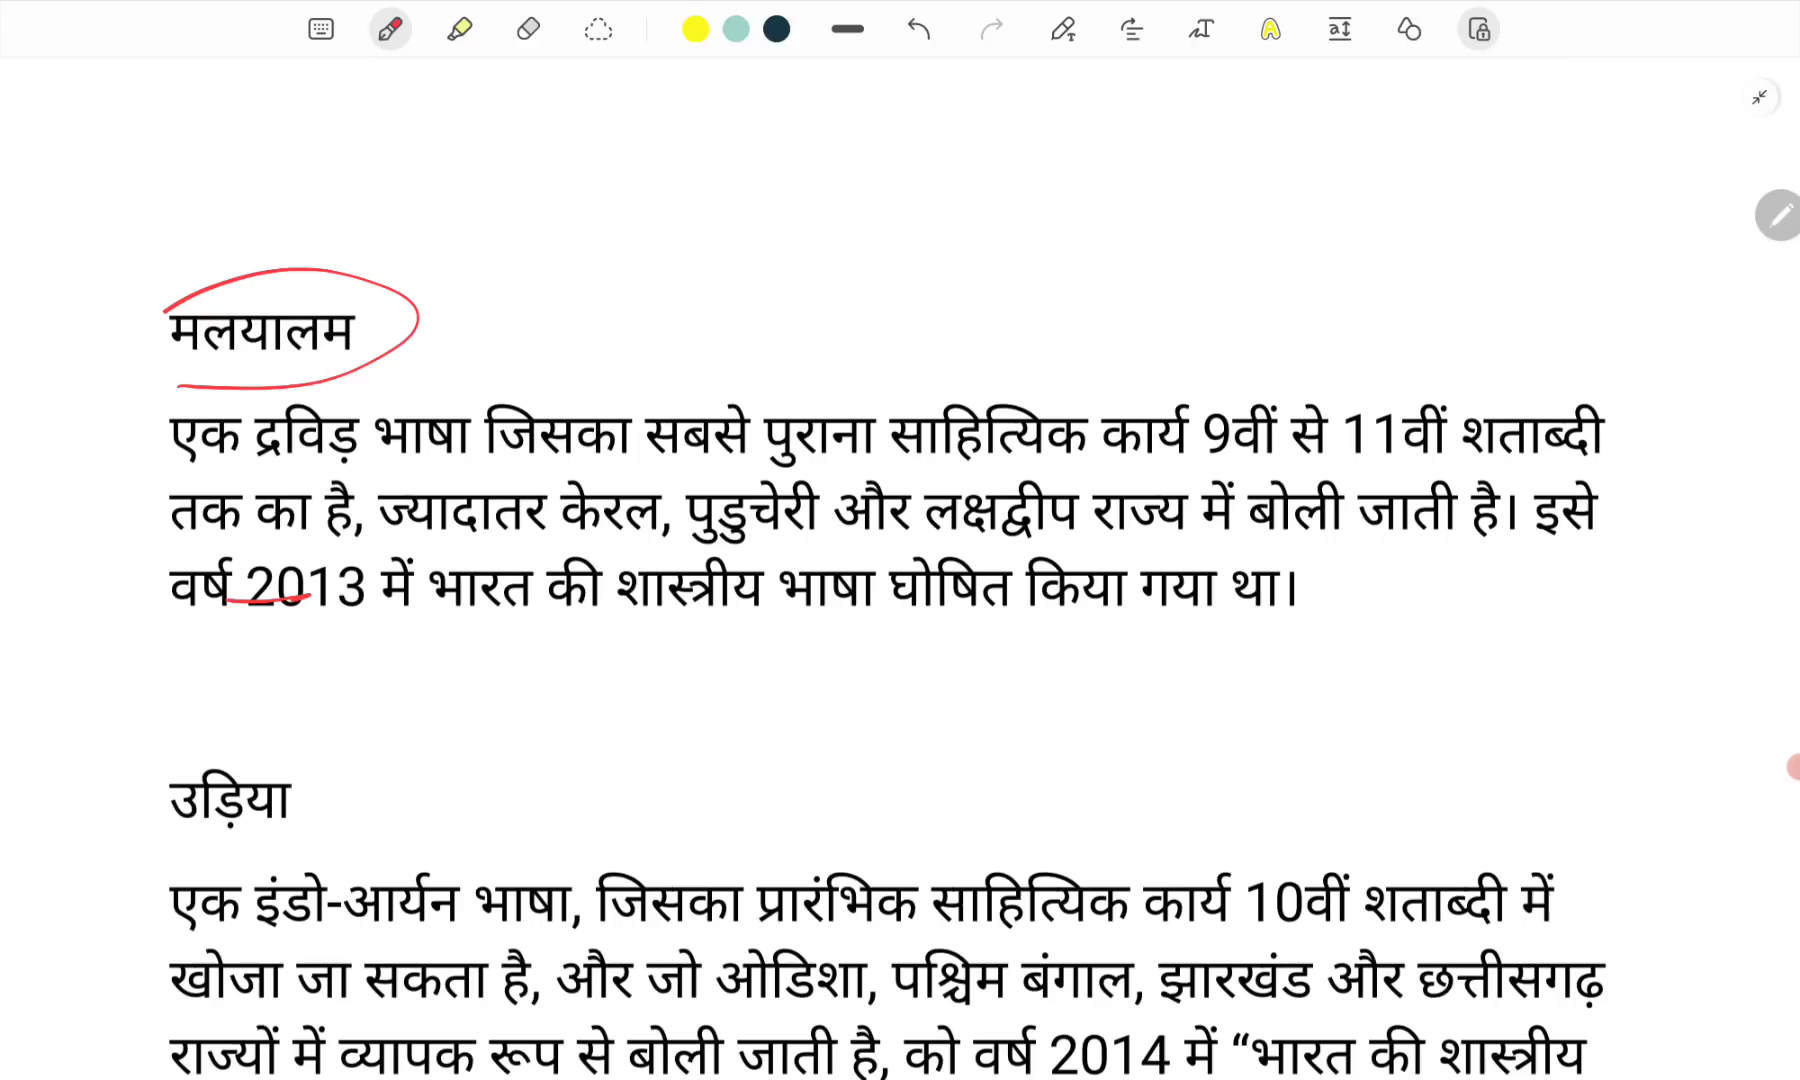 मलयालम
एक द्रविड़ भाषा जिसका सबसे पुराना साहित्यिक कार्य 9वीं से 11वीं शताब्दी
तक का है, ज्यादातर केरल, पुडुचेरी और लक्षद्वीप राज्य में बोली जाती है। इसे
वर्ष 2013 में भारत की शास्त्रीय भाषा घोषित किया गया था।
उड़िया
एक इंडो-आर्यन भाषा, जिसका प्रारंभिक साहित्यिक कार्य 10वीं शताब्दी में
खोजा जा सकता है, और जो ओडिशा, पश्चिम बंगाल, झारखंड और छत्तीसगढ़
राज्यों में व्यापक रूप से बोली जाती है, को वर्ष 2014 में “भारत की शास्त्रीय